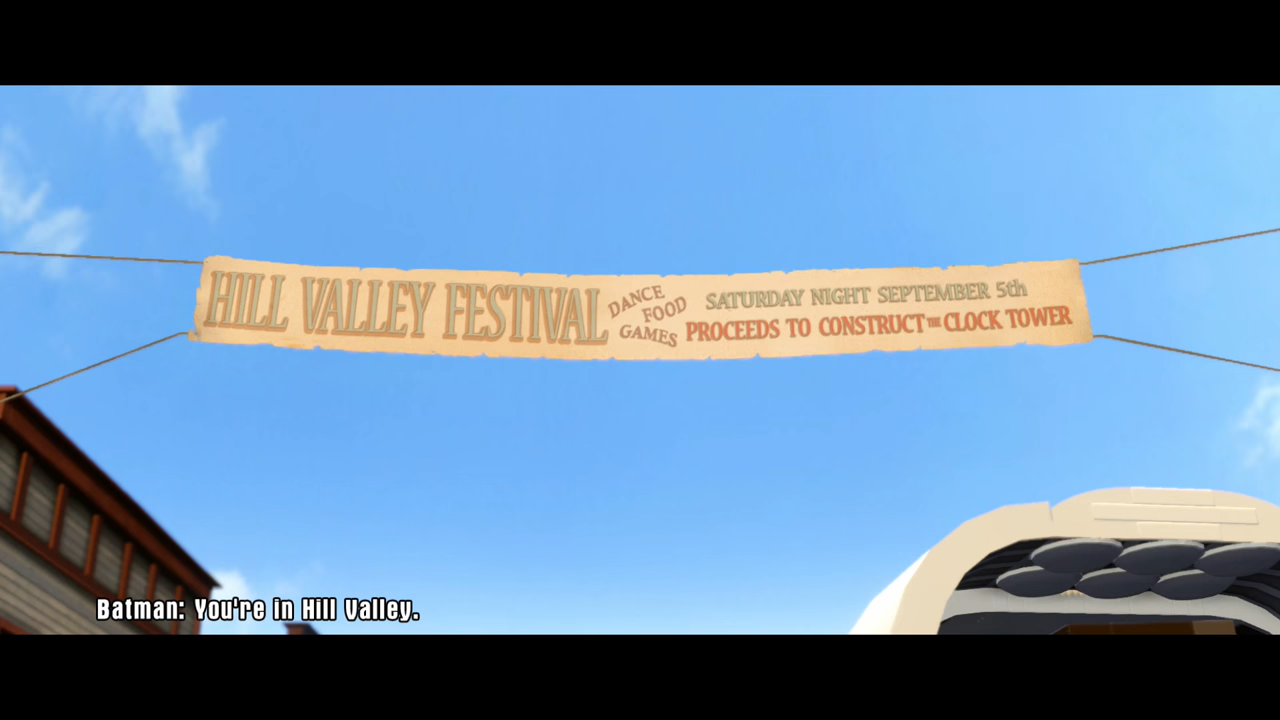 HILL VALLEY FESTIVAL
DANCE
FOOD
GAMES
SATURDAY NIGHT SEPTEMBER 5th
PROCEEDS TO CONSTRUCT THE CLOCK TOWER
Batman: You're in Hill Valley.